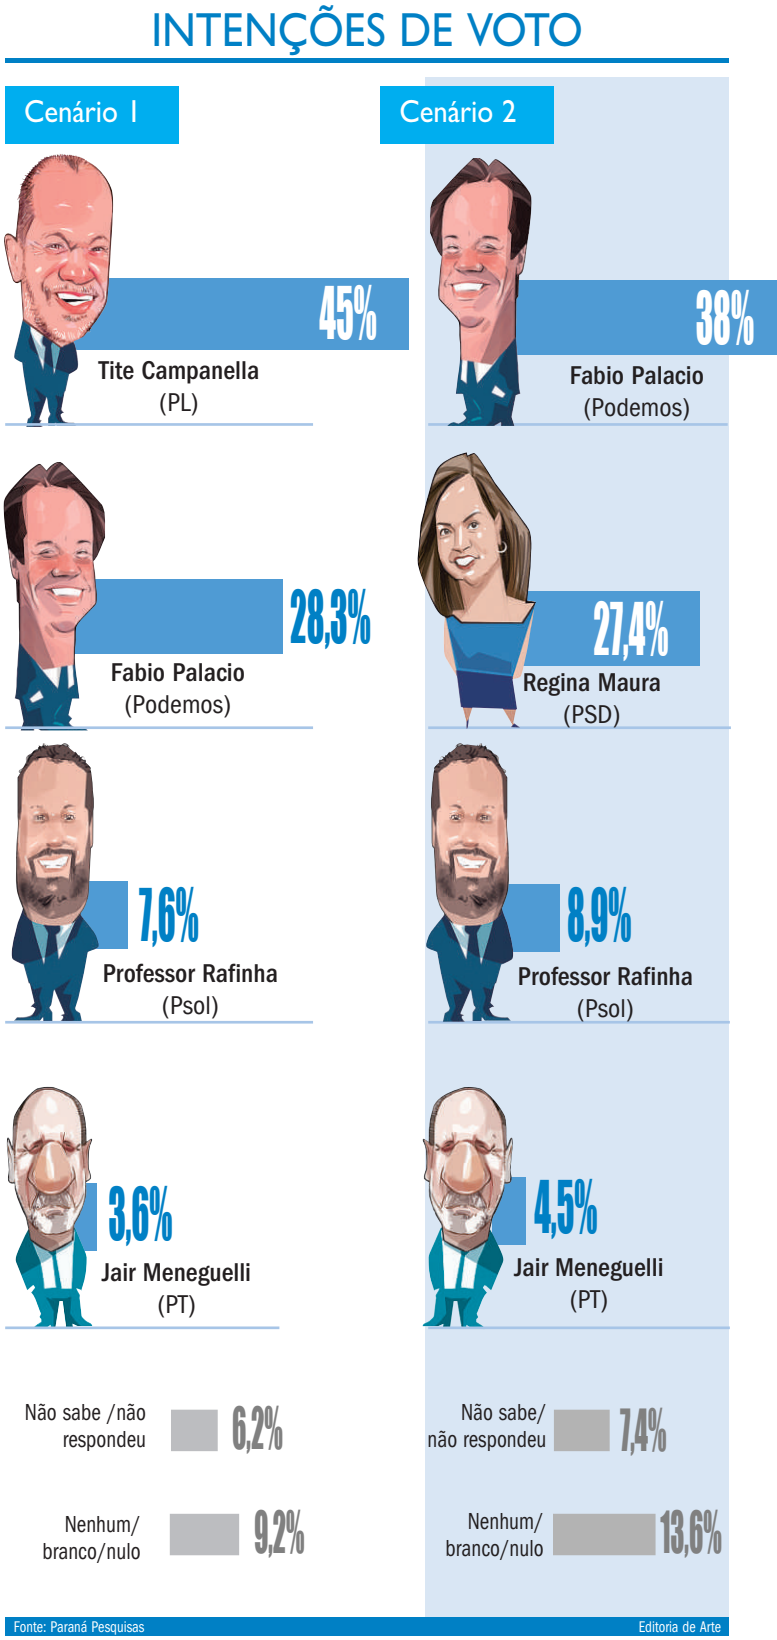 INTENÇÕES DE VOTO
Cenário 1
45%
Tite Campanella
(PL)
28,3%
Fabio Palacio
(Podemos)
7,6%
Professor Rafinha
(Psol)
3,6%
Jair Meneguelli
(PT)
Não sabe /não
respondeu
6,2%
Nenhum/
branco/nulo
9,2%
Cenário 2
38%
Fabio Palacio
(Podemos)
27,4%
Regina Maura
(PSD)
8,9%
Professor Rafinha
(Psol)
4,5%
Jair Meneguelli
(PT)
Não sabe/
não respondeu
7,4%
Nenhum/
branco/nulo
13,6%
Fonte: Paraná Pesquisas
Editoria de Arte